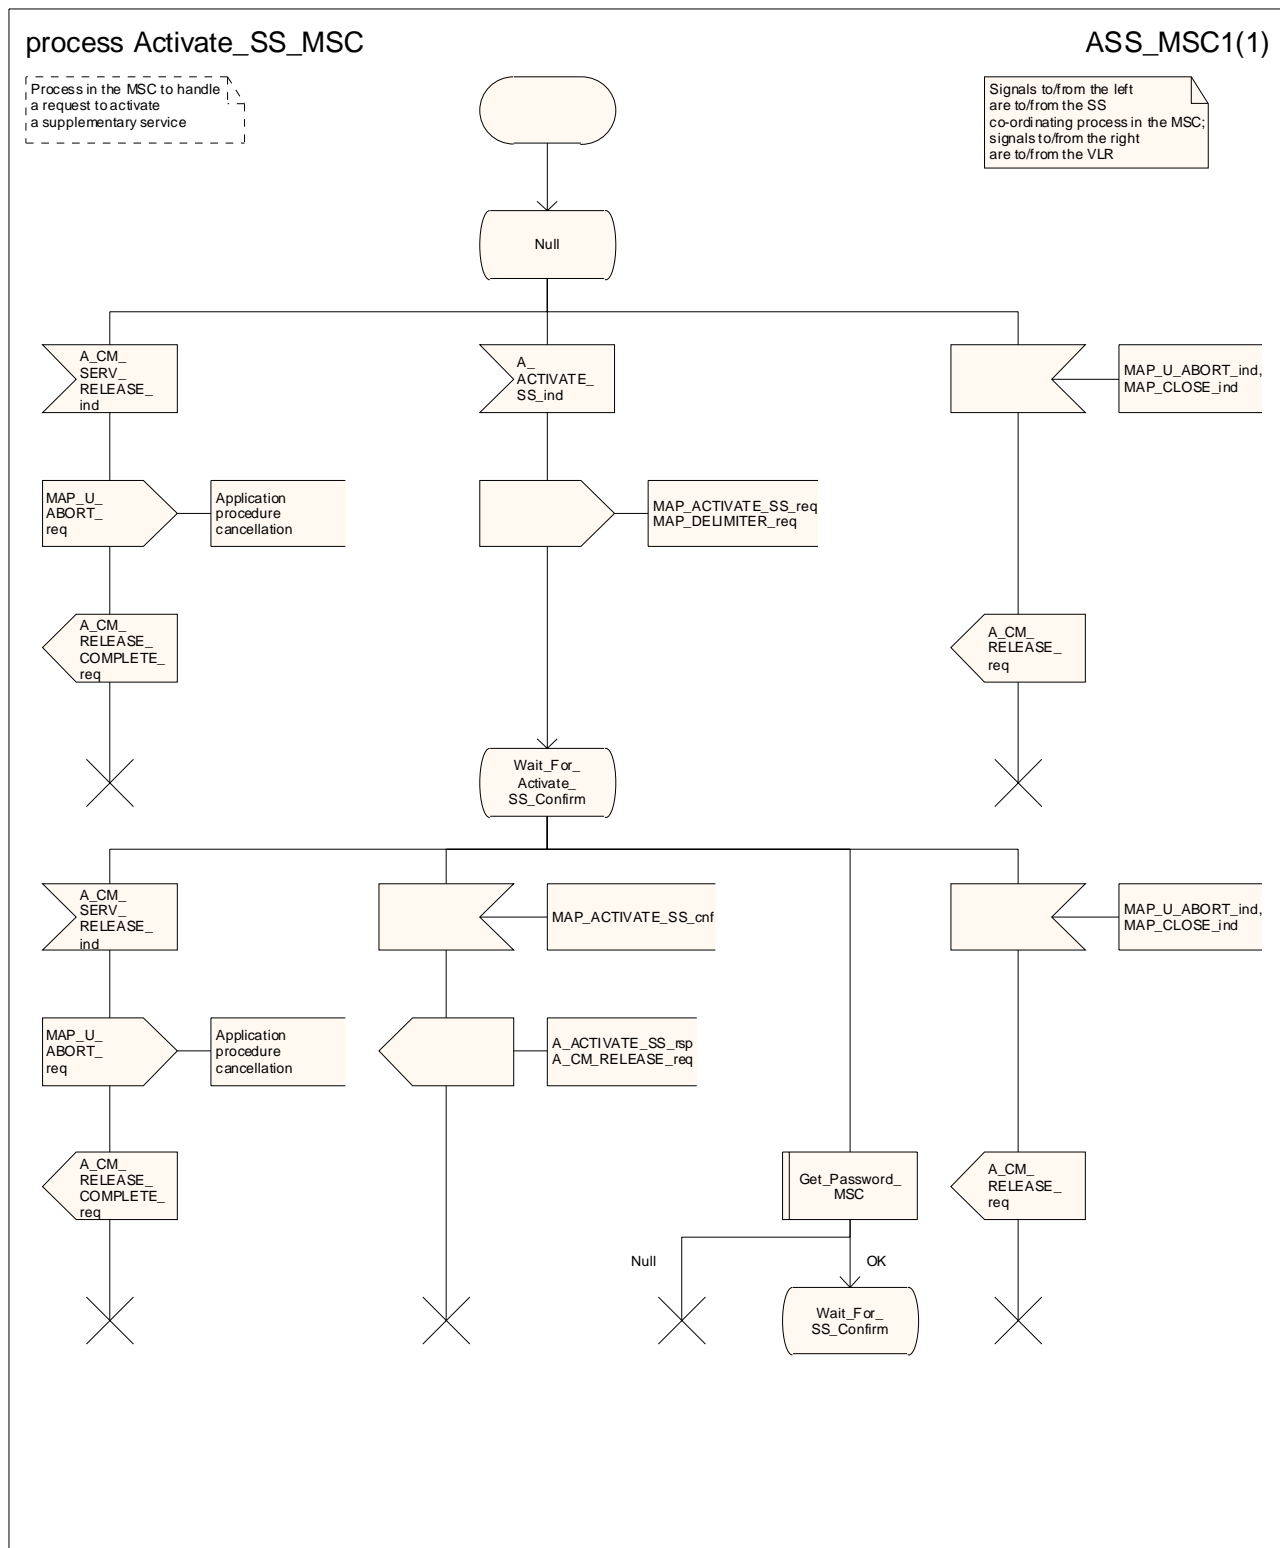 process Activate_SS_MSC
ASS_MSC1(1)
Process in the MSC to handle
a request to activate
a supplementary service
Signals to/from the left
are to/from the SS
co-ordinating process in the MSC;
signals to/from the right
are to/from the VLR
Null
A_CM_
SERV_
RELEASE_
ind
A_
ACTIVATE_
SS_ind
MAP_U_ABORT_ind,
MAP_CLOSE_ind
MAP_U_
ABORT_
req
Application
procedure
cancellation
MAP_ACTIVATE_SS_req
MAP_DELIMITER_req
A_CM_
RELEASE_
COMPLETE_
req
A_CM_
RELEASE_
req
Wait_For_
Activate_
SS_Confirm
A_CM_
SERV_
RELEASE_
ind
MAP_ACTIVATE_SS_cnf
MAP_U_ABORT_ind,
MAP_CLOSE_ind
MAP_U_
ABORT_
req
Application
procedure
cancellation
A_ACTIVATE_SS_rsp
A_CM_RELEASE_req
A_CM_
RELEASE_
COMPLETE_
req
Get_Password_
MSC
A_CM_
RELEASE_
req
Null
OK
Wait_For_
SS_Confirm